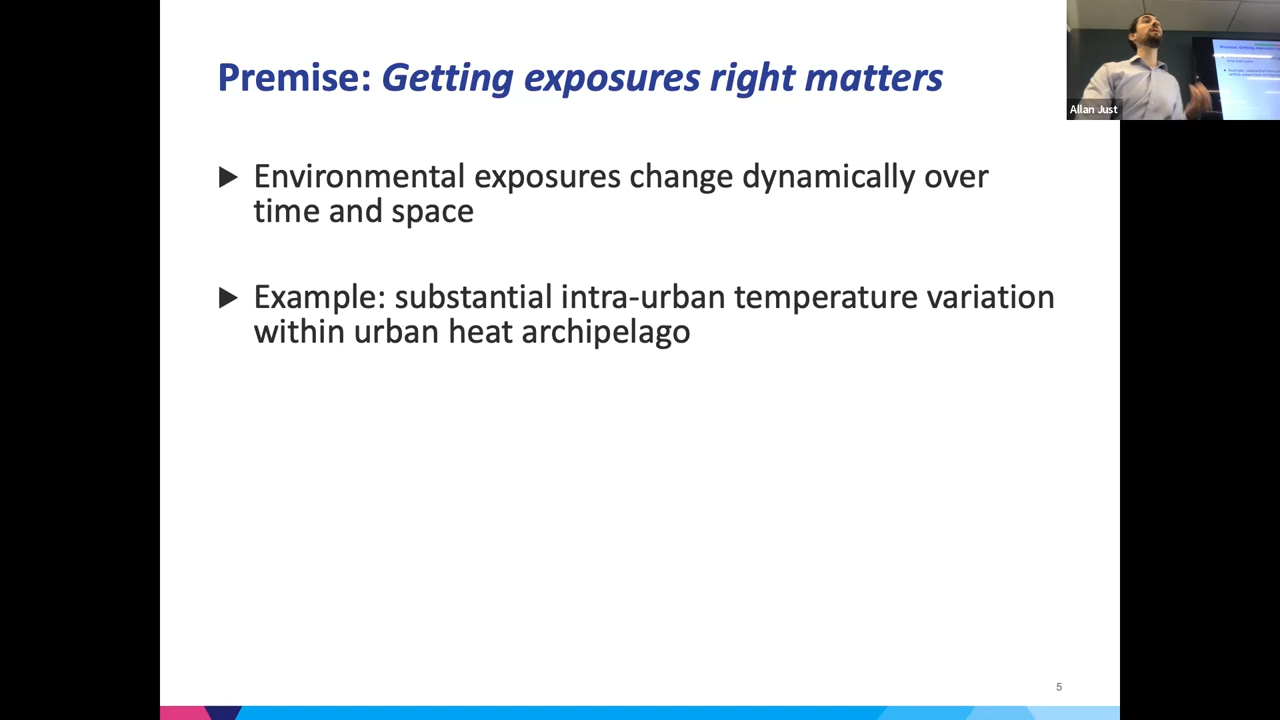 Premise: Getting exposures right matters
▶ Environmental exposures change dynamically over
time and space
▶ Example: substantial intra-urban temperature variation
within urban heat archipelago
5
Allan Just